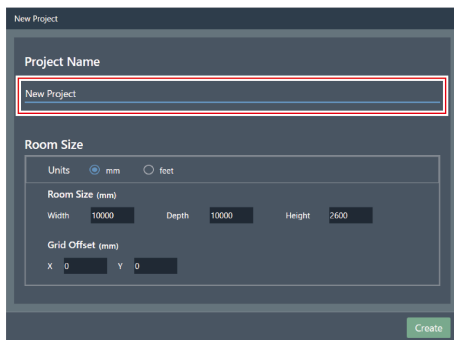 New Project
Project Name
New Project
Room Size
Units mm feet
Room Size (mm)
Width 10000 Depth 10000 Height 2600
Grid Offset (mm)
X 0 Y 0
Create